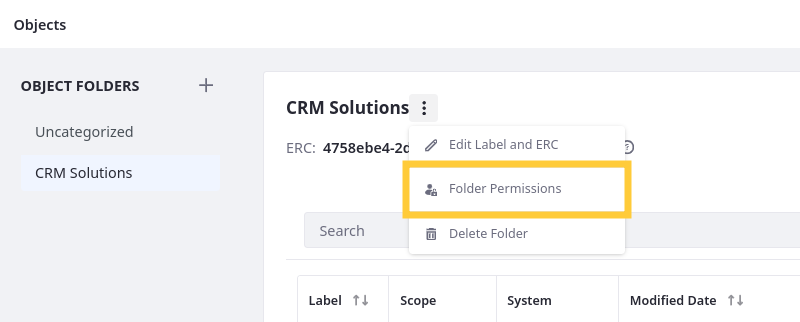 Objects
OBJECT FOLDERS
Uncategorized
CRM Solutions
CRM Solutions
ERC: 4758ebe4-2d
Edit Label and ERC
Folder Permissions
Delete Folder
Search
Label Scope System Modified Date